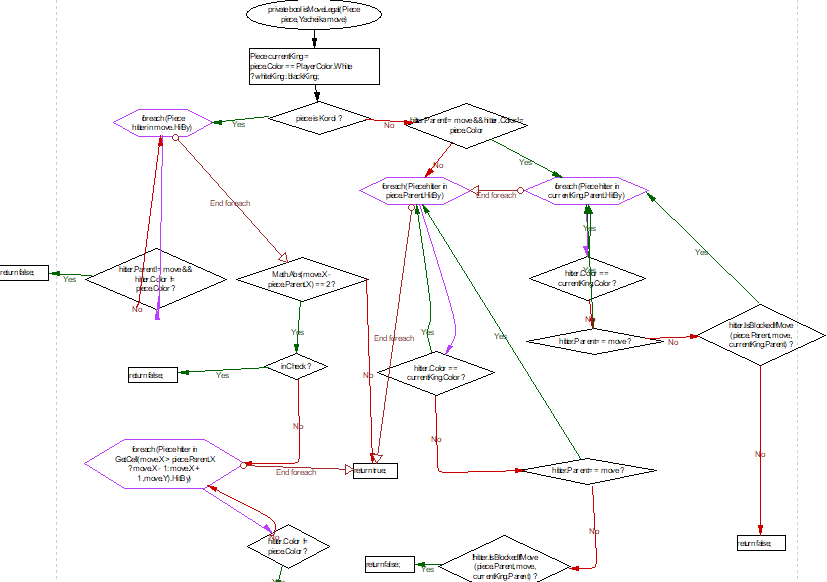 private bool isMoveLegal(Piece
piece, Yacheika move)
Piece currentKing =
piece.Color == PlayerColor.White
? whiteKing : blackKing;
foreach (Piece
hitter in move.HitBy)
Yes
piece is Korol ?
No
hitter.Parent != move && hitter.Color !=
piece.Color
No
Yes
foreach (Piece hitter in
piece.Parent.HitBy)
End foreach
foreach (Piece hitter in
currentKing.Parent.HitBy)
End foreach
Yes
Yes
return false;
Yes
hitter.Parent != move &&
hitter.Color !=
piece.Color ?
No
Math.Abs(move.X -
piece.Parent.X) == 2 ?
hitter.Color ==
currentKing.Color ?
Yes
No
Yes
End foreach
Yes
Yes
hitter.Parent == move ?
No
hitter.IsBlockedIfMove
(piece.Parent, move,
currentKing.Parent) ?
return false;
Yes
inCheck ?
No
hitter.Color ==
currentKing.Color ?
No
No
No
foreach (Piece hitter in
GetCell(move.X > piece.Parent.X
? move.X - 1 : move.X +
1, move.Y).HitBy)
End foreach
return true;
hitter.Parent == move ?
No
No
hitter.Color !=
piece.Color ?
return false;
return false;
Yes
hitter.IsBlockedIfMove
(piece.Parent, move,
currentKing.Parent) ?
Yes